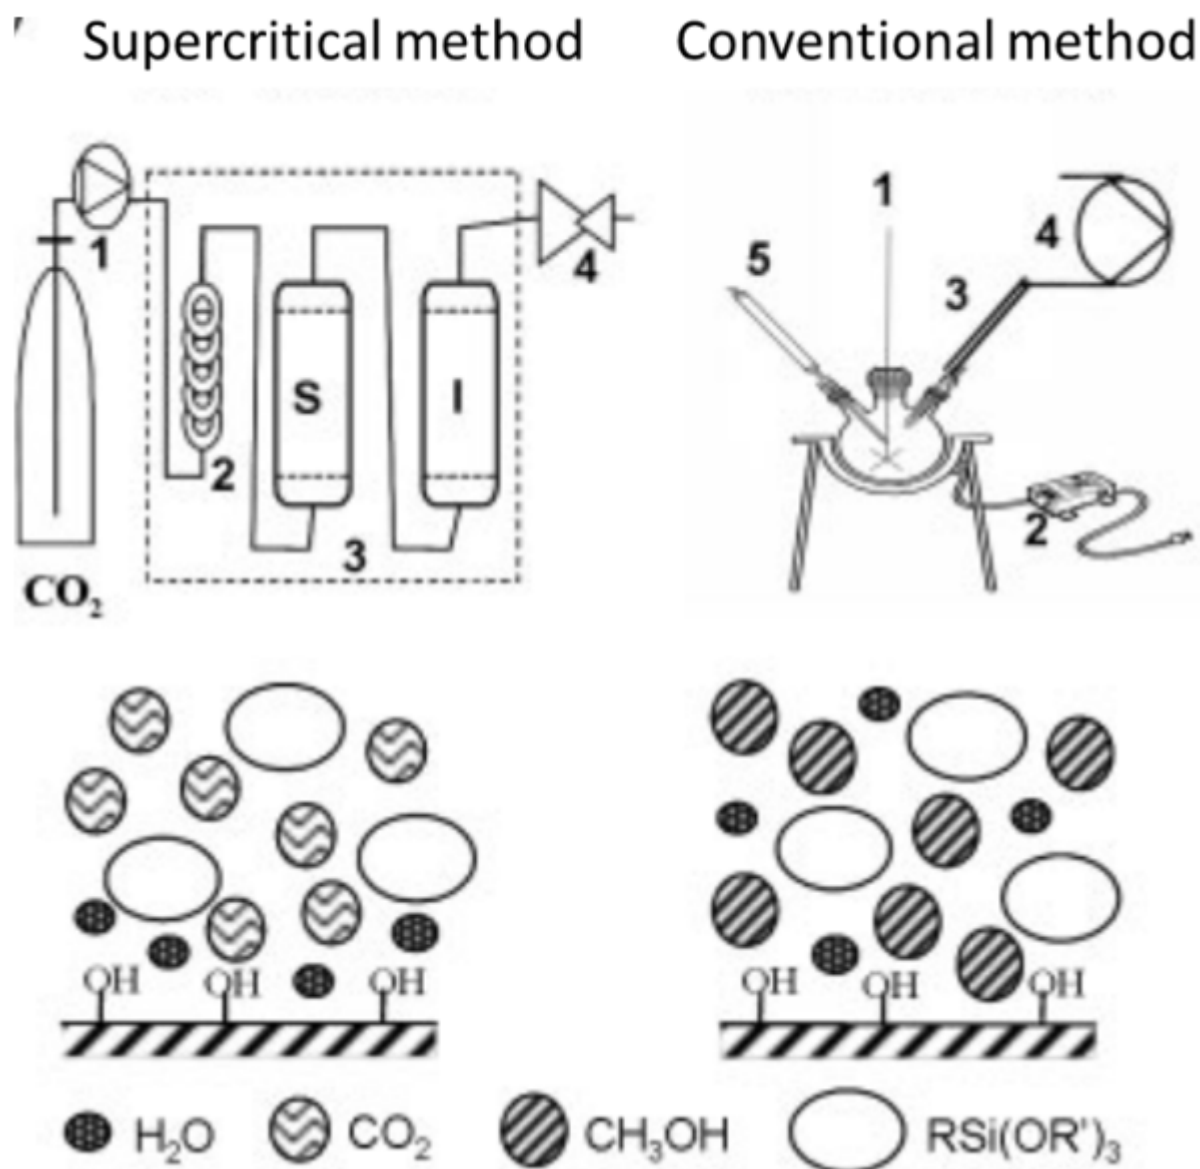 Supercritical method
Conventional method
1
2
S
I
3
4
CO₂
1
5
4
3
2
OH OH OH
OH OH OH
H₂O CO₂ CH₃OH RSi(OR')₃